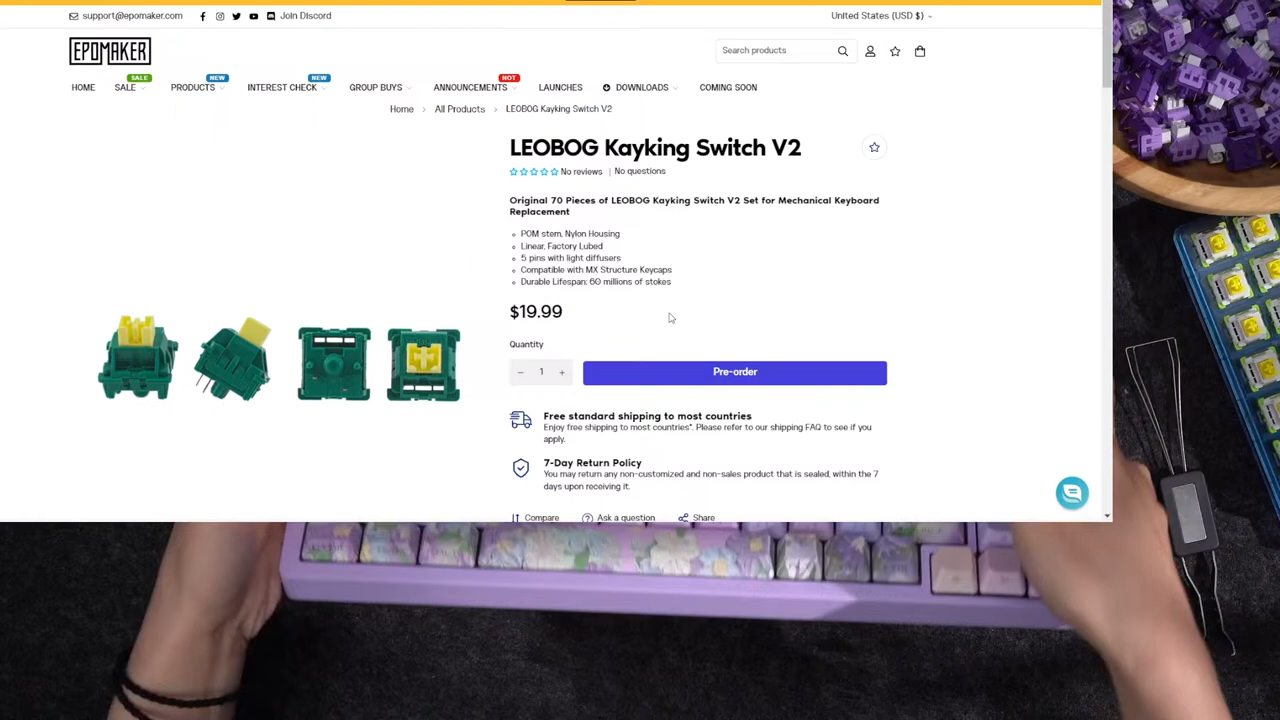 support@epomaker.com
Join Discord
United States (USD $)
EPOMAKER
Search products
SALE
NEW
NEW
HOT
HOME
SALE
PRODUCTS
INTEREST CHECK
GROUP BUYS
ANNOUNCEMENTS
LAUNCHES
DOWNLOADS
COMING SOON
Home > All Products > LEOBOG Kayking Switch V2
LEOBOG Kayking Switch V2
No reviews | No questions
Original 70 Pieces of LEOBOG Kayking Switch V2 Set for Mechanical Keyboard
Replacement
POM stem, Nylon Housing
Linear, Factory Lubed
5 pins with light diffusers
Compatible with MX Structure Keycaps
Durable Lifespan: 60 millions of stokes
$19.99
Quantity
− 1 +
Pre-order
Free standard shipping to most countries
Enjoy free shipping to most countries*. Please refer to our shipping FAQ to see if you
apply.
7-Day Return Policy
You may return any non-customized and non-sales product that is sealed, within the 7
days upon receiving it.
Compare
Ask a question
Share